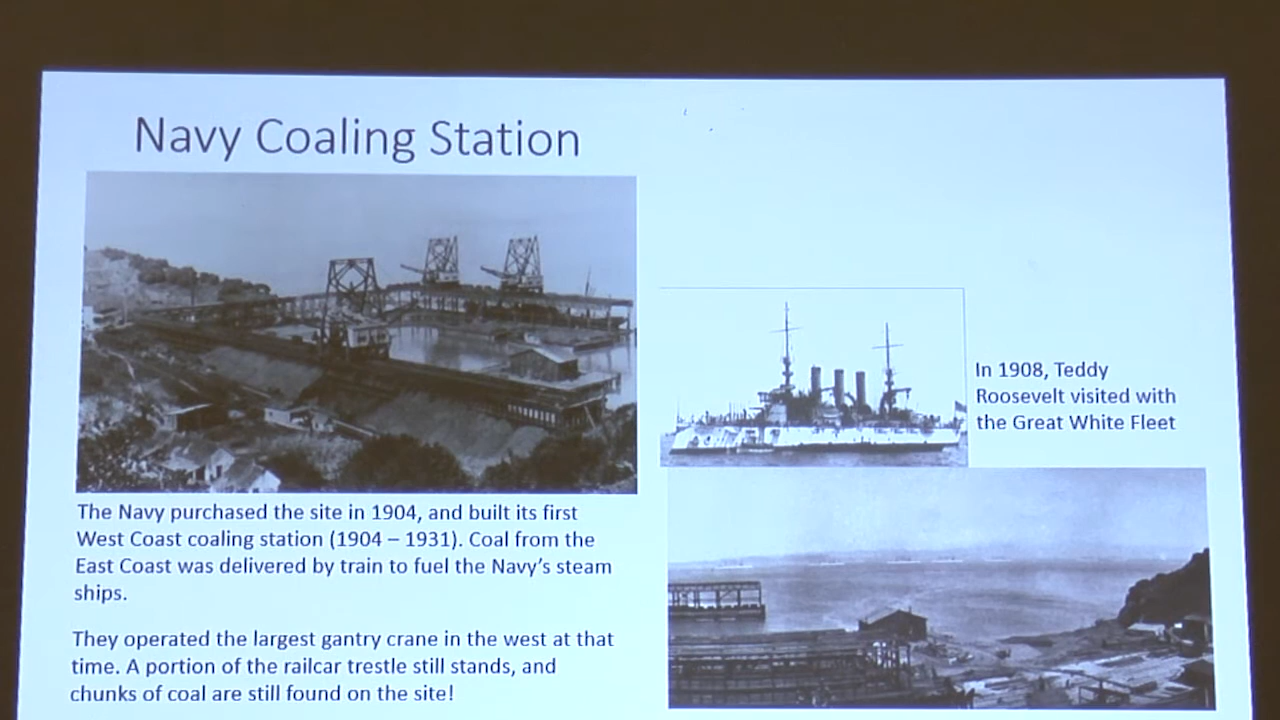 Navy Coaling Station
The Navy purchased the site in 1904, and built its first
West Coast coaling station (1904 – 1931). Coal from the
East Coast was delivered by train to fuel the Navy's steam
ships.
They operated the largest gantry crane in the west at that
time. A portion of the railcar trestle still stands, and
chunks of coal are still found on the site!
In 1908, Teddy
Roosevelt visited with
the Great White Fleet